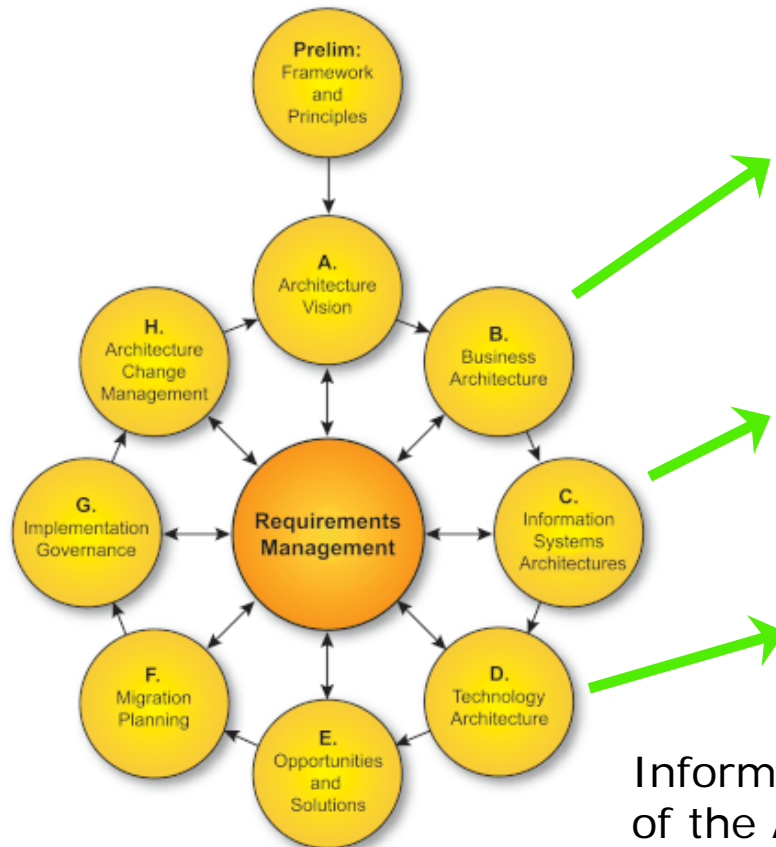 Prelim:
Framework
and
Principles
A.
Architecture
Vision
B.
Business
Architecture
H.
Architecture
Change
Management
C.
Information
Systems
Architectures
G.
Implementation
Governance
Requirements
Management
D.
Technology
Architecture
F.
Migration
Planning
E.
Opportunities
and
Solutions
Inform
of the A